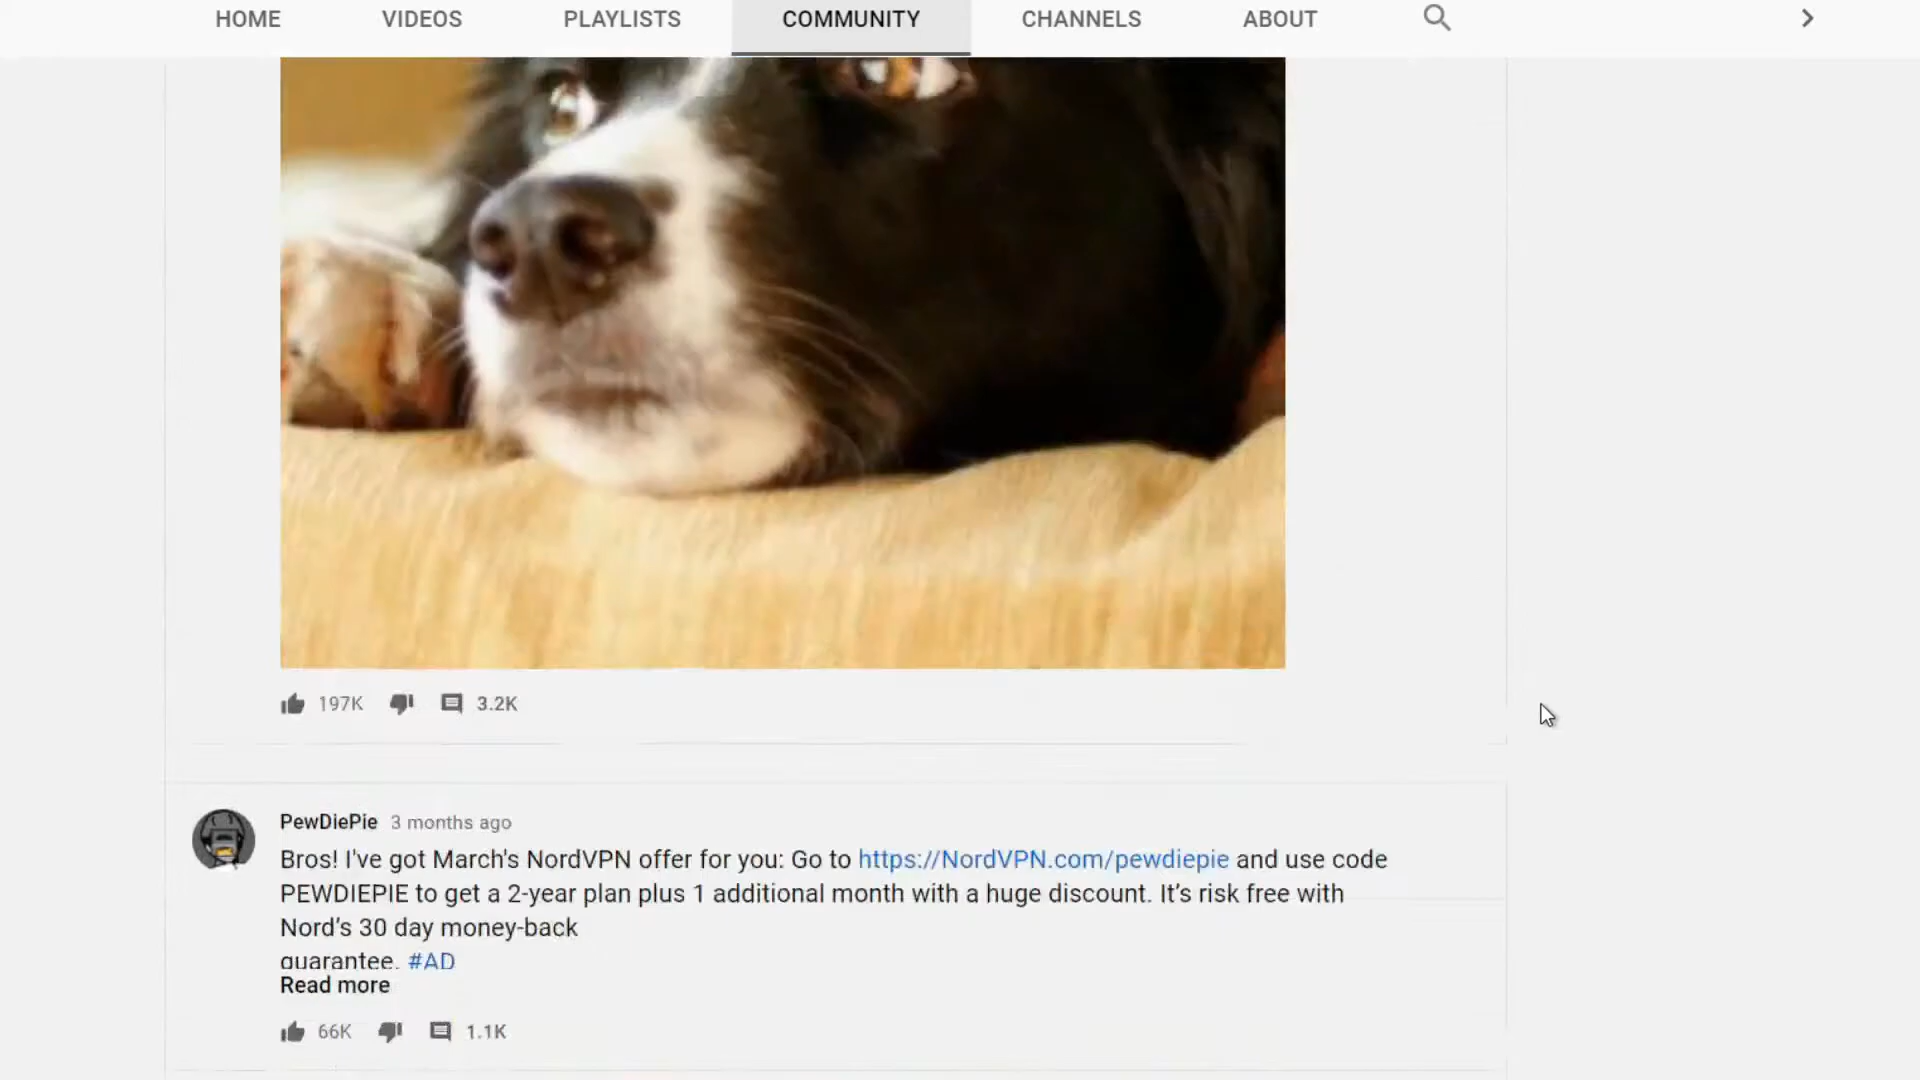 HOME VIDEOS PLAYLISTS COMMUNITY CHANNELS ABOUT
197K 3.2K
PewDiePie 3 months ago
Bros! I've got March's NordVPN offer for you: Go to https://NordVPN.com/pewdiepie and use code
PEWDIEPIE to get a 2-year plan plus 1 additional month with a huge discount. It’s risk free with
Nord’s 30 day money-back
guarantee. #AD
Read more
66K 1.1K